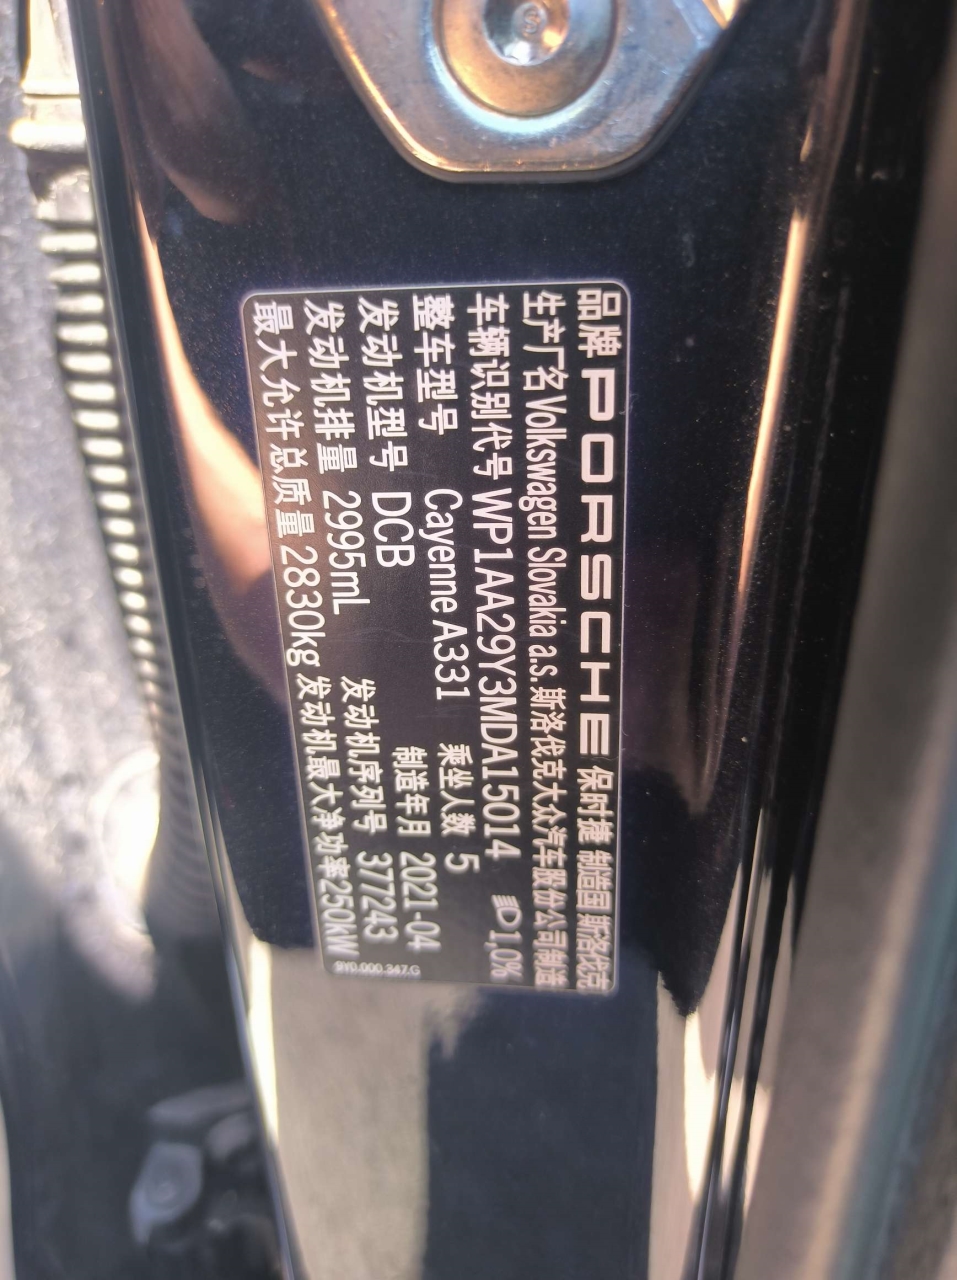 品牌 PORSCHE 保时捷 制造国 斯洛伐克
生产厂名 Volkswagen Slovakia a.s. 斯洛伐克大众汽车股份公司制造
车辆识别代号 WP1AA29Y3MDA15014 1,0%
整车型号 Cayenne A331 乘坐人数 5
发动机型号 DCB 制造年月 2021-04
发动机排量 2995mL 发动机序列号 377243
最大允许总质量 2830kg 发动机最大净功率250kW
9Y0.000.347.G